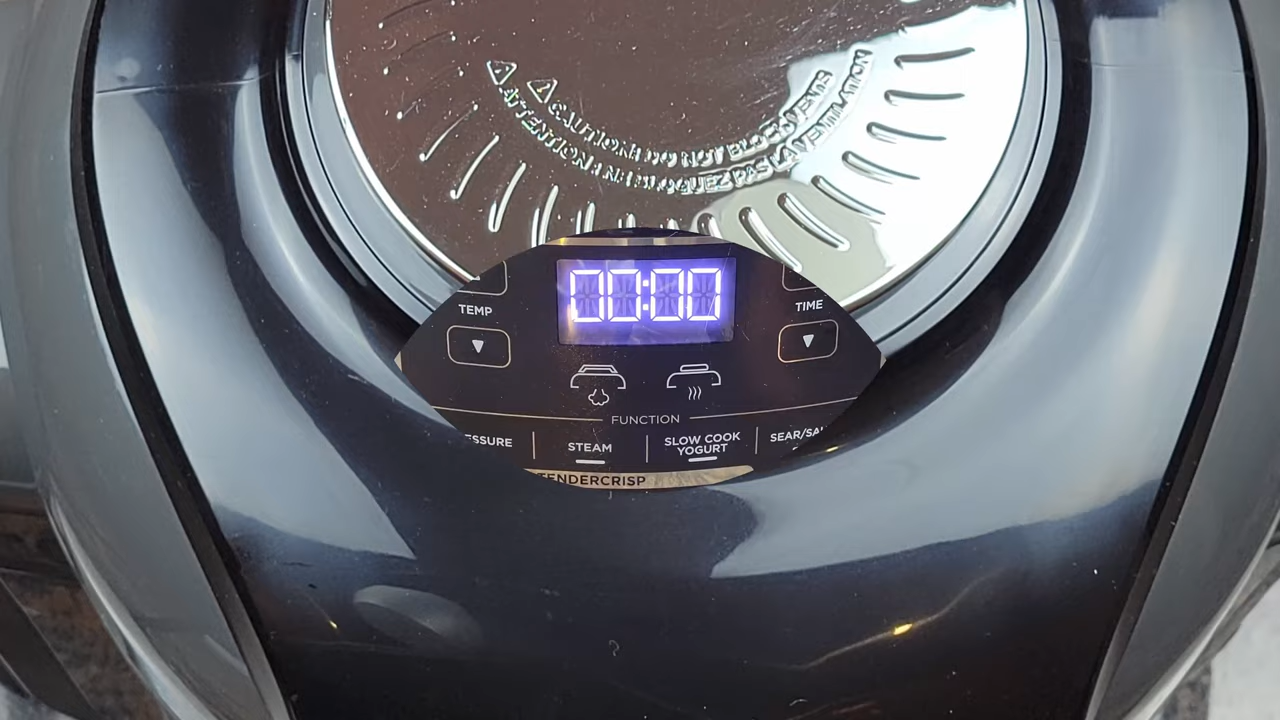 CAUTION: DO NOT BLOCK VENTS
ATTENTION: NE BLOQUEZ PAS LA VENTILATION
00:00
TEMP
TIME
FUNCTION
STEAM
SLOW COOK
YOGURT
TENDERCRISP